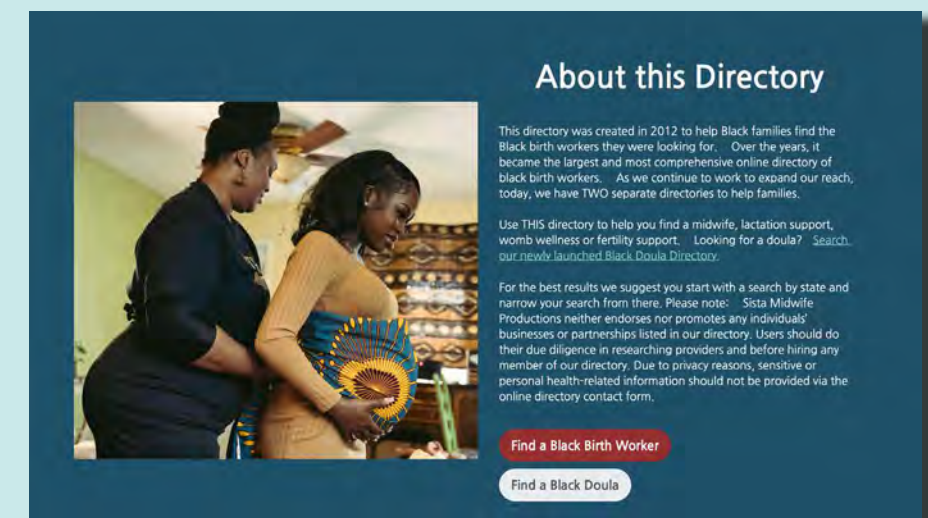 About this Directory
This directory was created in 2012 to help Black families find the
Black birth workers they were looking for.    Over the years, it
became the largest and most comprehensive online directory of
black birth workers.    As we continue to work to expand our reach,
today, we have TWO separate directories to help families.
Use THIS directory to help you find a midwife, lactation support,
womb wellness or fertility support.    Looking for a doula?   Search
our newly launched Black Doula Directory.
For the best results we suggest you start with a search by state and
narrow your search from there. Please note:    Sista Midwife
Productions neither endorses nor promotes any individuals'
businesses or partnerships listed in our directory. Users should do
their due diligence in researching providers and before hiring any
member of our directory. Due to privacy reasons, sensitive or
personal health-related information should not be provided via the
online directory contact form.
Find a Black Birth Worker
Find a Black Doula